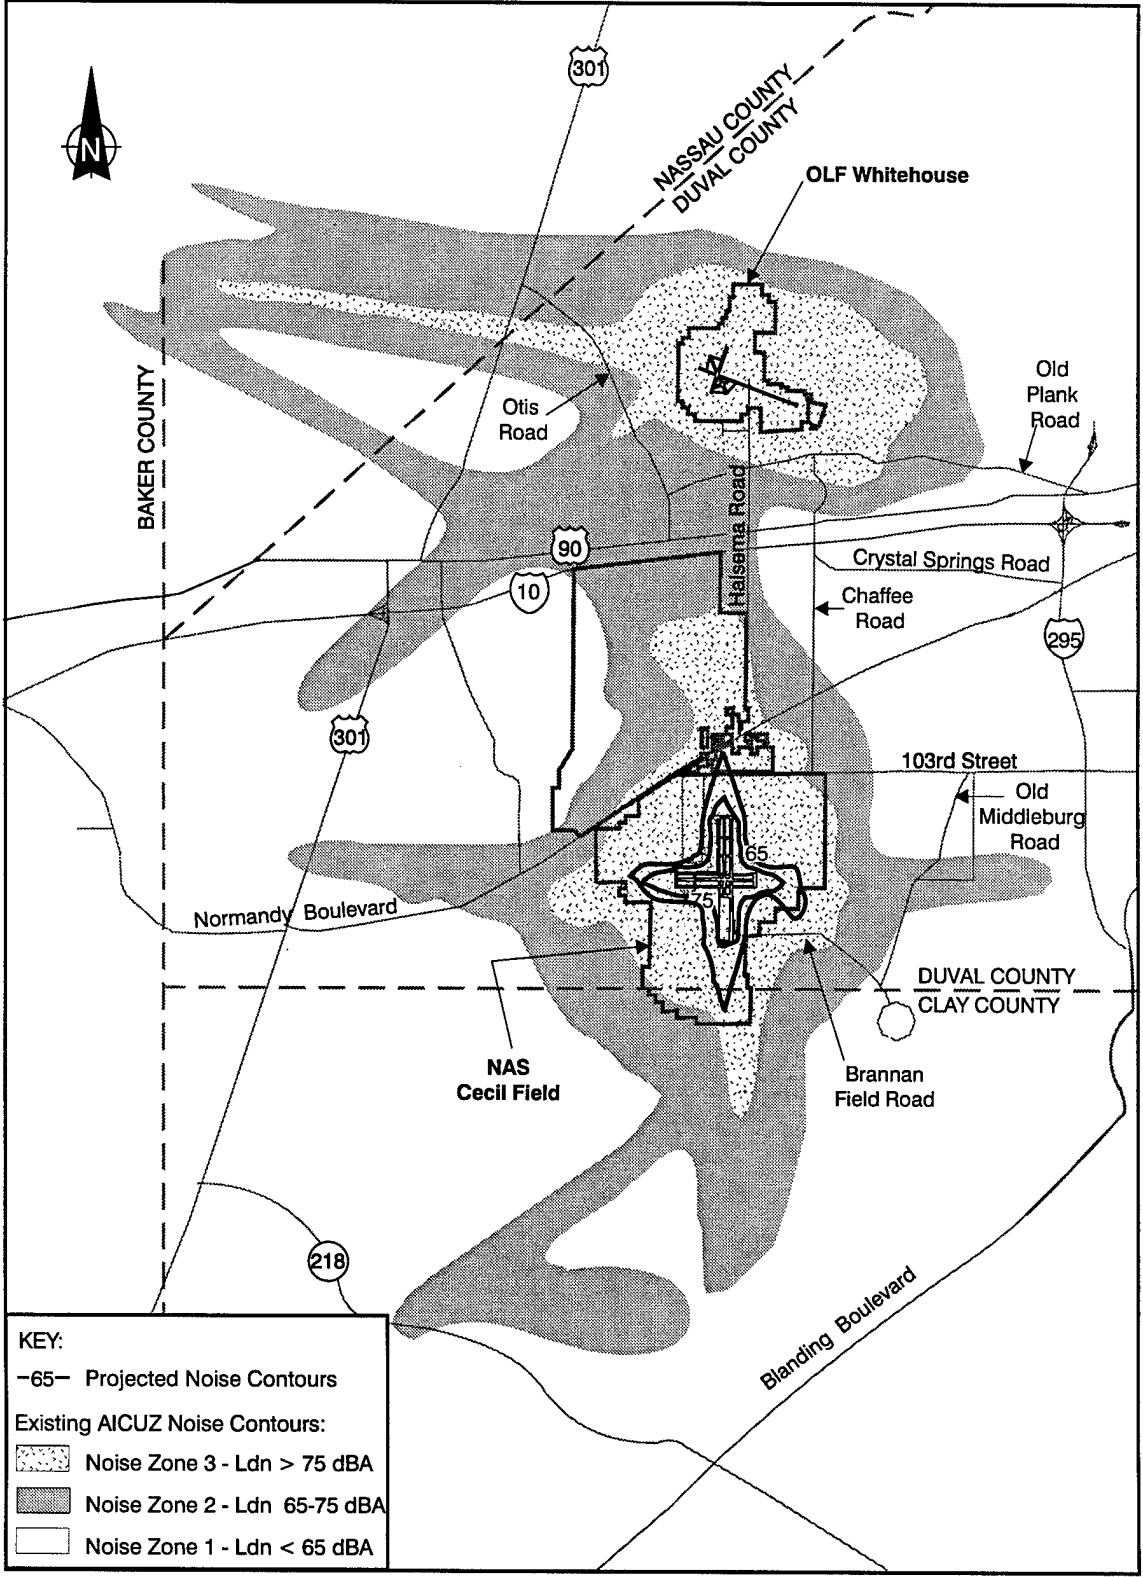 301
N
NASSAU COUNTY
DUVAL COUNTY
OLF Whitehouse
Old
Plank
Road
Otis
Road
BAKER COUNTY
Halsema Road
90
10
Crystal Springs Road
Chaffee
Road
295
301
103rd Street
Old
Middleburg
Road
65
75
Normandy Boulevard
DUVAL COUNTY
CLAY COUNTY
NAS
Cecil Field
Brannan
Field Road
218
Blanding Boulevard
KEY:
-65- Projected Noise Contours
Existing AICUZ Noise Contours:
Noise Zone 3 - Ldn > 75 dBA
Noise Zone 2 - Ldn 65-75 dBA
Noise Zone 1 - Ldn < 65 dBA